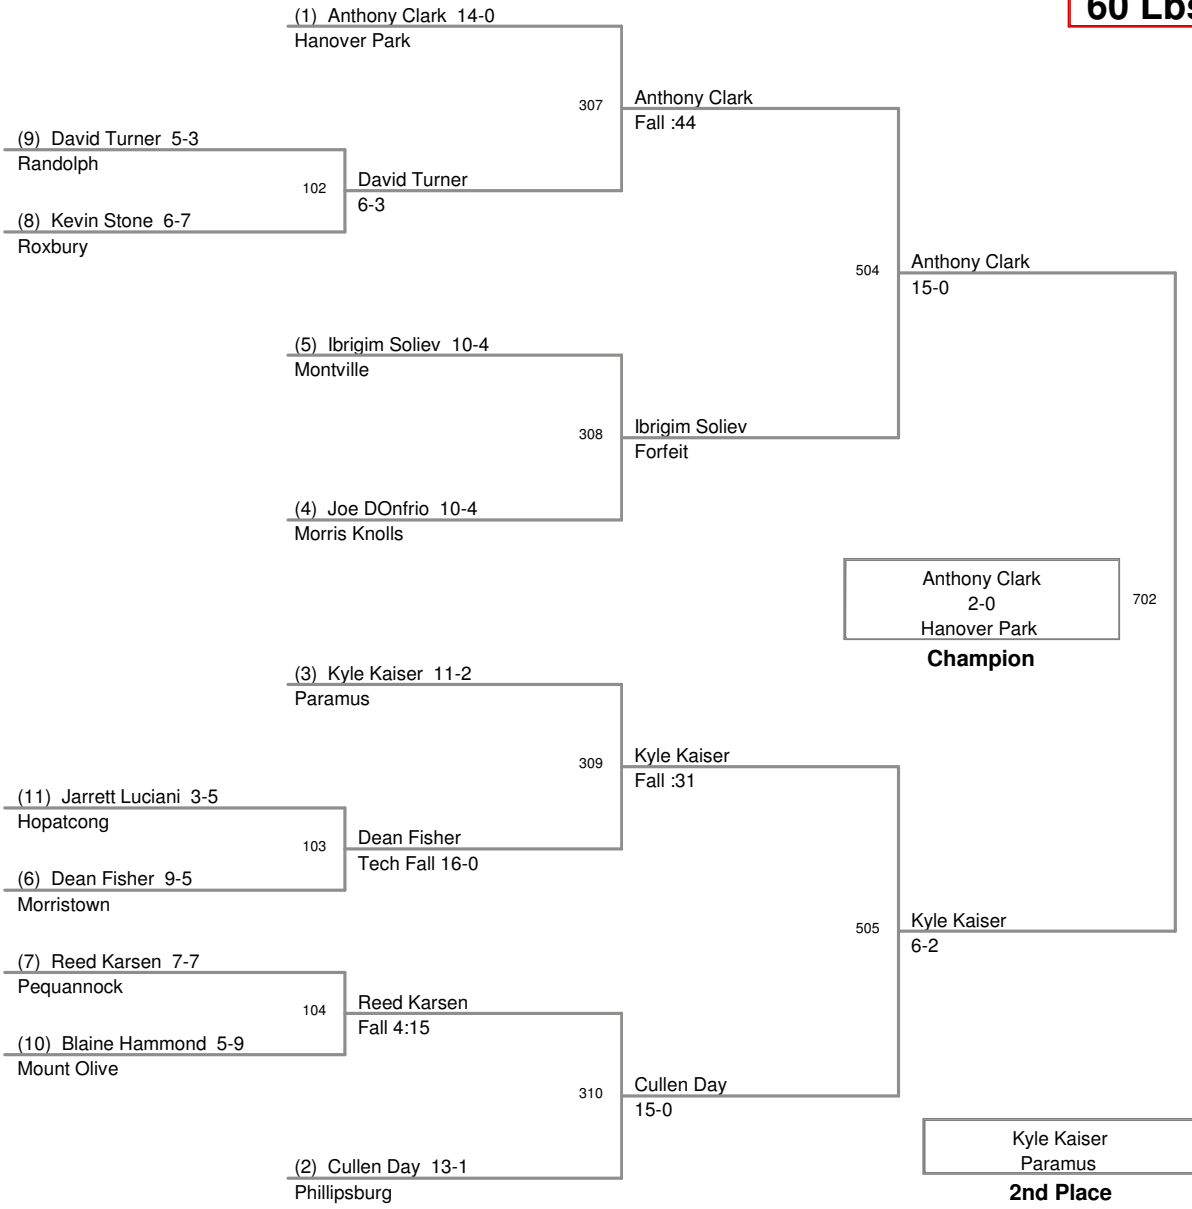 60 Lbs
(1) Anthony Clark 14-0
Hanover Park
307
Anthony Clark
Fall :44
(9) David Turner 5-3
Randolph
102
David Turner
6-3
(8) Kevin Stone 6-7
Roxbury
504
Anthony Clark
15-0
(5) Ibrigim Soliev 10-4
Montville
308
Ibrigim Soliev
Forfeit
(4) Joe DOnfrio 10-4
Morris Knolls
Anthony Clark
2-0
Hanover Park
Champion
702
(3) Kyle Kaiser 11-2
Paramus
309
Kyle Kaiser
Fall :31
(11) Jarrett Luciani 3-5
Hopatcong
103
Dean Fisher
Tech Fall 16-0
(6) Dean Fisher 9-5
Morristown
505
Kyle Kaiser
6-2
(7) Reed Karsen 7-7
Pequannock
104
Reed Karsen
Fall 4:15
(10) Blaine Hammond 5-9
Mount Olive
310
Cullen Day
15-0
(2) Cullen Day 13-1
Phillipsburg
Kyle Kaiser
Paramus
2nd Place